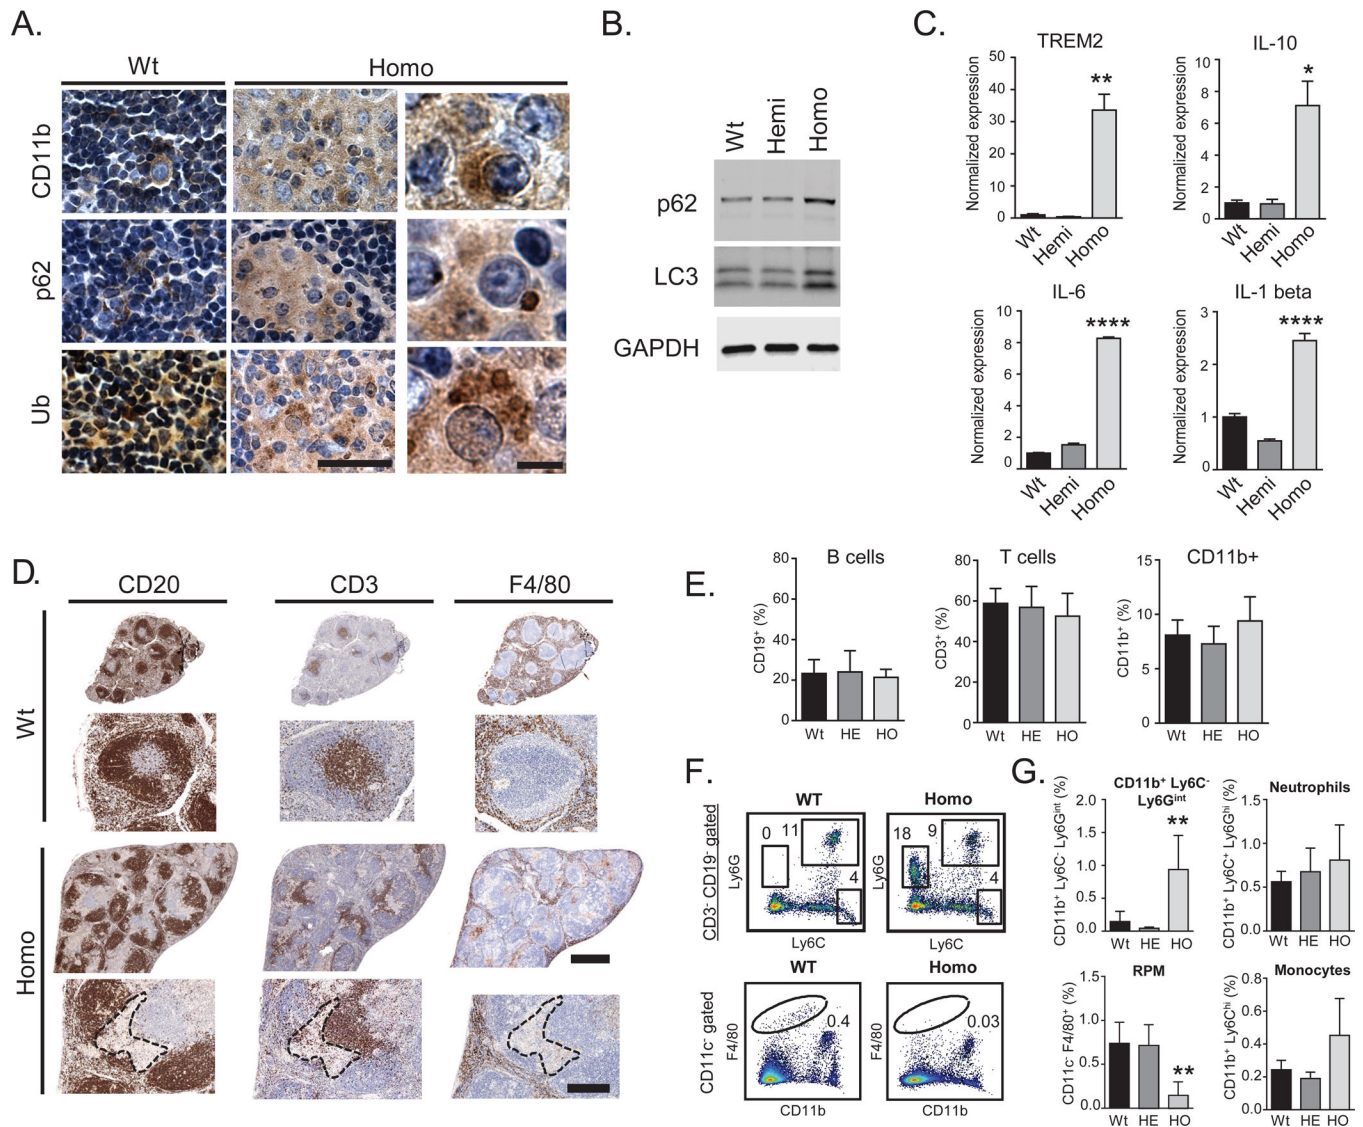 A.
Wt
Homo
CD11b
p62
Ub
B.
Wt
Hemi
Homo
p62
LC3
GAPDH
C.
TREM2
Normalized expression
50
40
30
20
10
0
**
Wt
Hemi
Homo
IL-10
Normalized expression
10
8
6
4
2
0
*
Wt
Hemi
Homo
IL-6
Normalized expression
10
8
6
4
2
0
****
Wt
Hemi
Homo
IL-1 beta
Normalized expression
3
2
1
0
****
Wt
Hemi
Homo
D.
CD20
CD3
F4/80
Wt
Homo
E.
B cells
CD19⁺ (%)
80
60
40
20
0
Wt
HE
HO
T cells
CD3⁺ (%)
80
60
40
20
0
Wt
HE
HO
CD11b+
CD11b⁺ (%)
15
10
5
0
Wt
HE
HO
F.
CD3⁻ CD19⁻ gated
WT
0
11
4
Ly6G
Ly6C
Homo
18
9
4
Ly6G
Ly6C
CD11c⁻ gated
WT
0.4
F4/80
CD11b
Homo
0.03
F4/80
CD11b
G.
CD11b⁺ Ly6C⁻
Ly6Gⁱⁿᵗ
CD11b⁺ Ly6C⁻ Ly6Gⁱⁿᵗ (%)
2.0
1.5
1.0
0.5
0.0
**
Wt
HE
HO
Neutrophils
CD11b⁺ Ly6C⁺ Ly6Gʰⁱ (%)
1.5
1.0
0.5
0.0
Wt
HE
HO
RPM
CD11c⁻ F4/80⁺ (%)
1.5
1.0
0.5
0.0
**
Wt
HE
HO
Monocytes
CD11b⁺ Ly6Cʰⁱ (%)
0.8
0.6
0.4
0.2
0.0
Wt
HE
HO